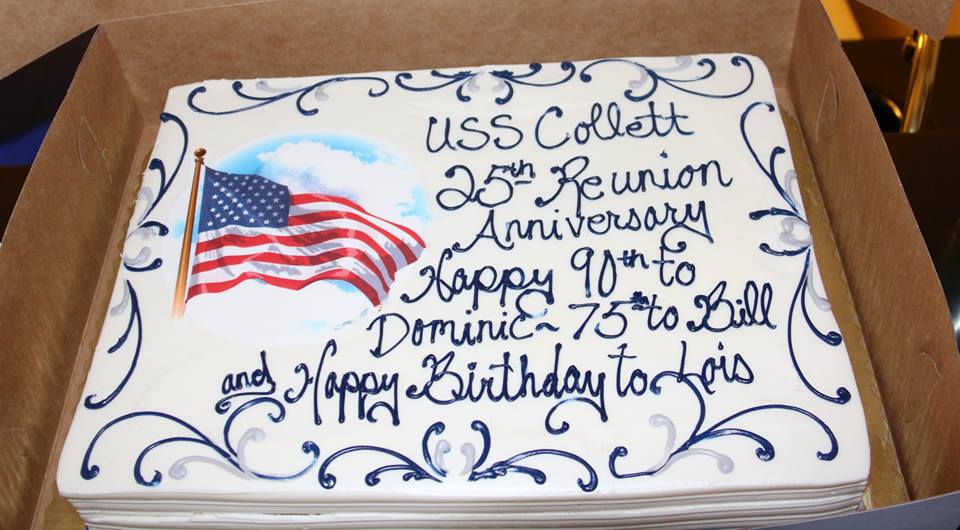 USS Collett
25th Reunion
Anniversary
Happy 90th to
Dominic ~ 75th to Bill
and Happy Birthday to Lois